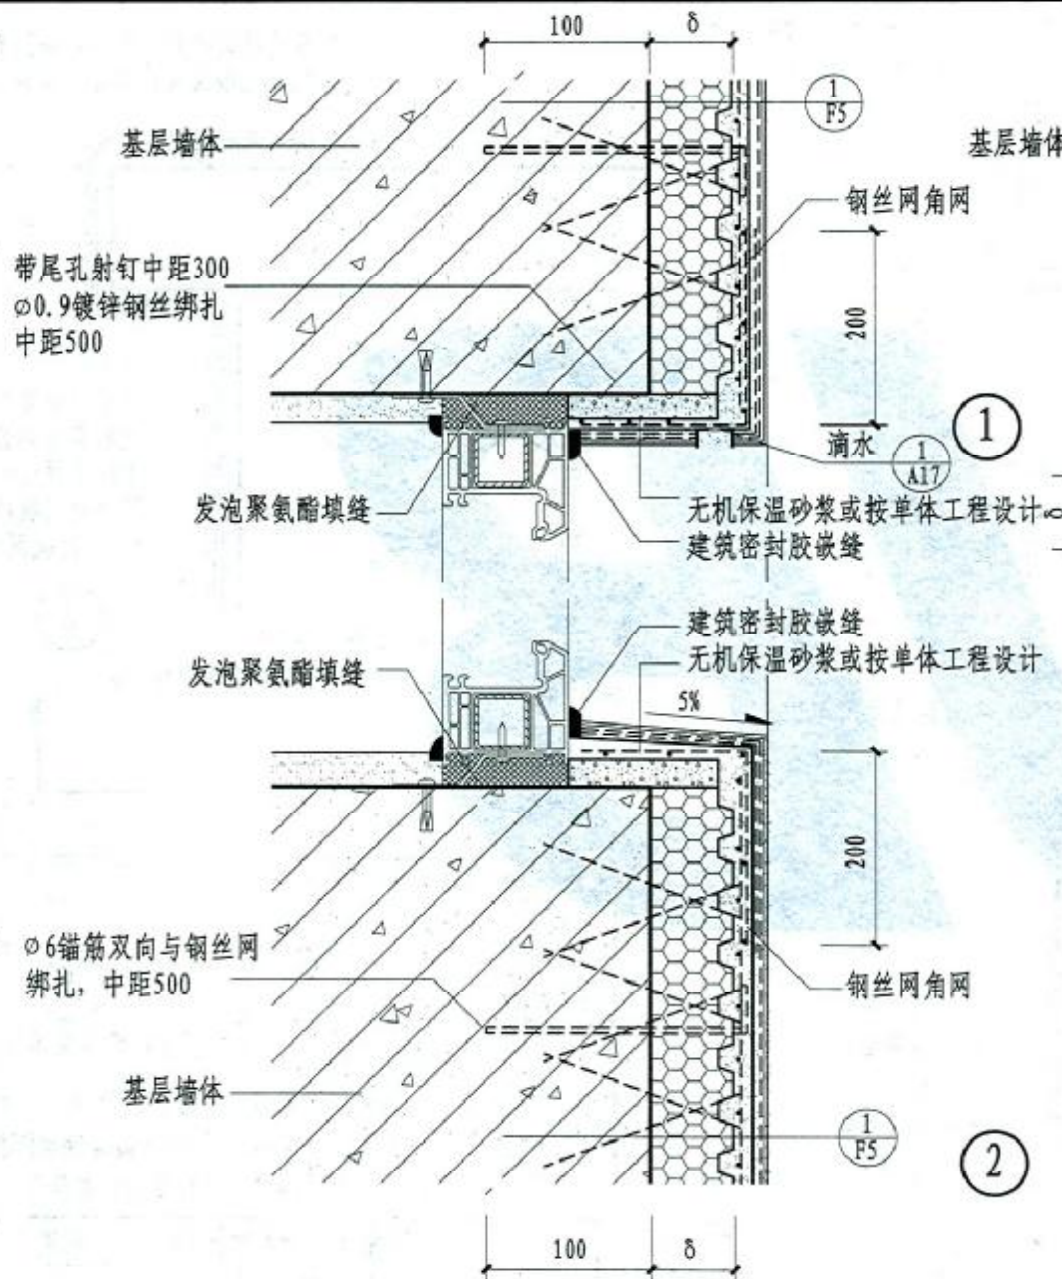 100 δ
1
F5
基层墙体
基层墙体
钢丝网角网
带尾孔射钉中距300
∅0.9镀锌钢丝绑扎
中距500
200
1
滴水
1
A17
发泡聚氨酯填缝
无机保温砂浆或按单体工程设计
建筑密封胶嵌缝
建筑密封胶嵌缝
无机保温砂浆或按单体工程设计
发泡聚氨酯填缝
5%
200
∅6锚筋双向与钢丝网
绑扎，中距500
钢丝网角网
基层墙体
1
F5
2
100 δ